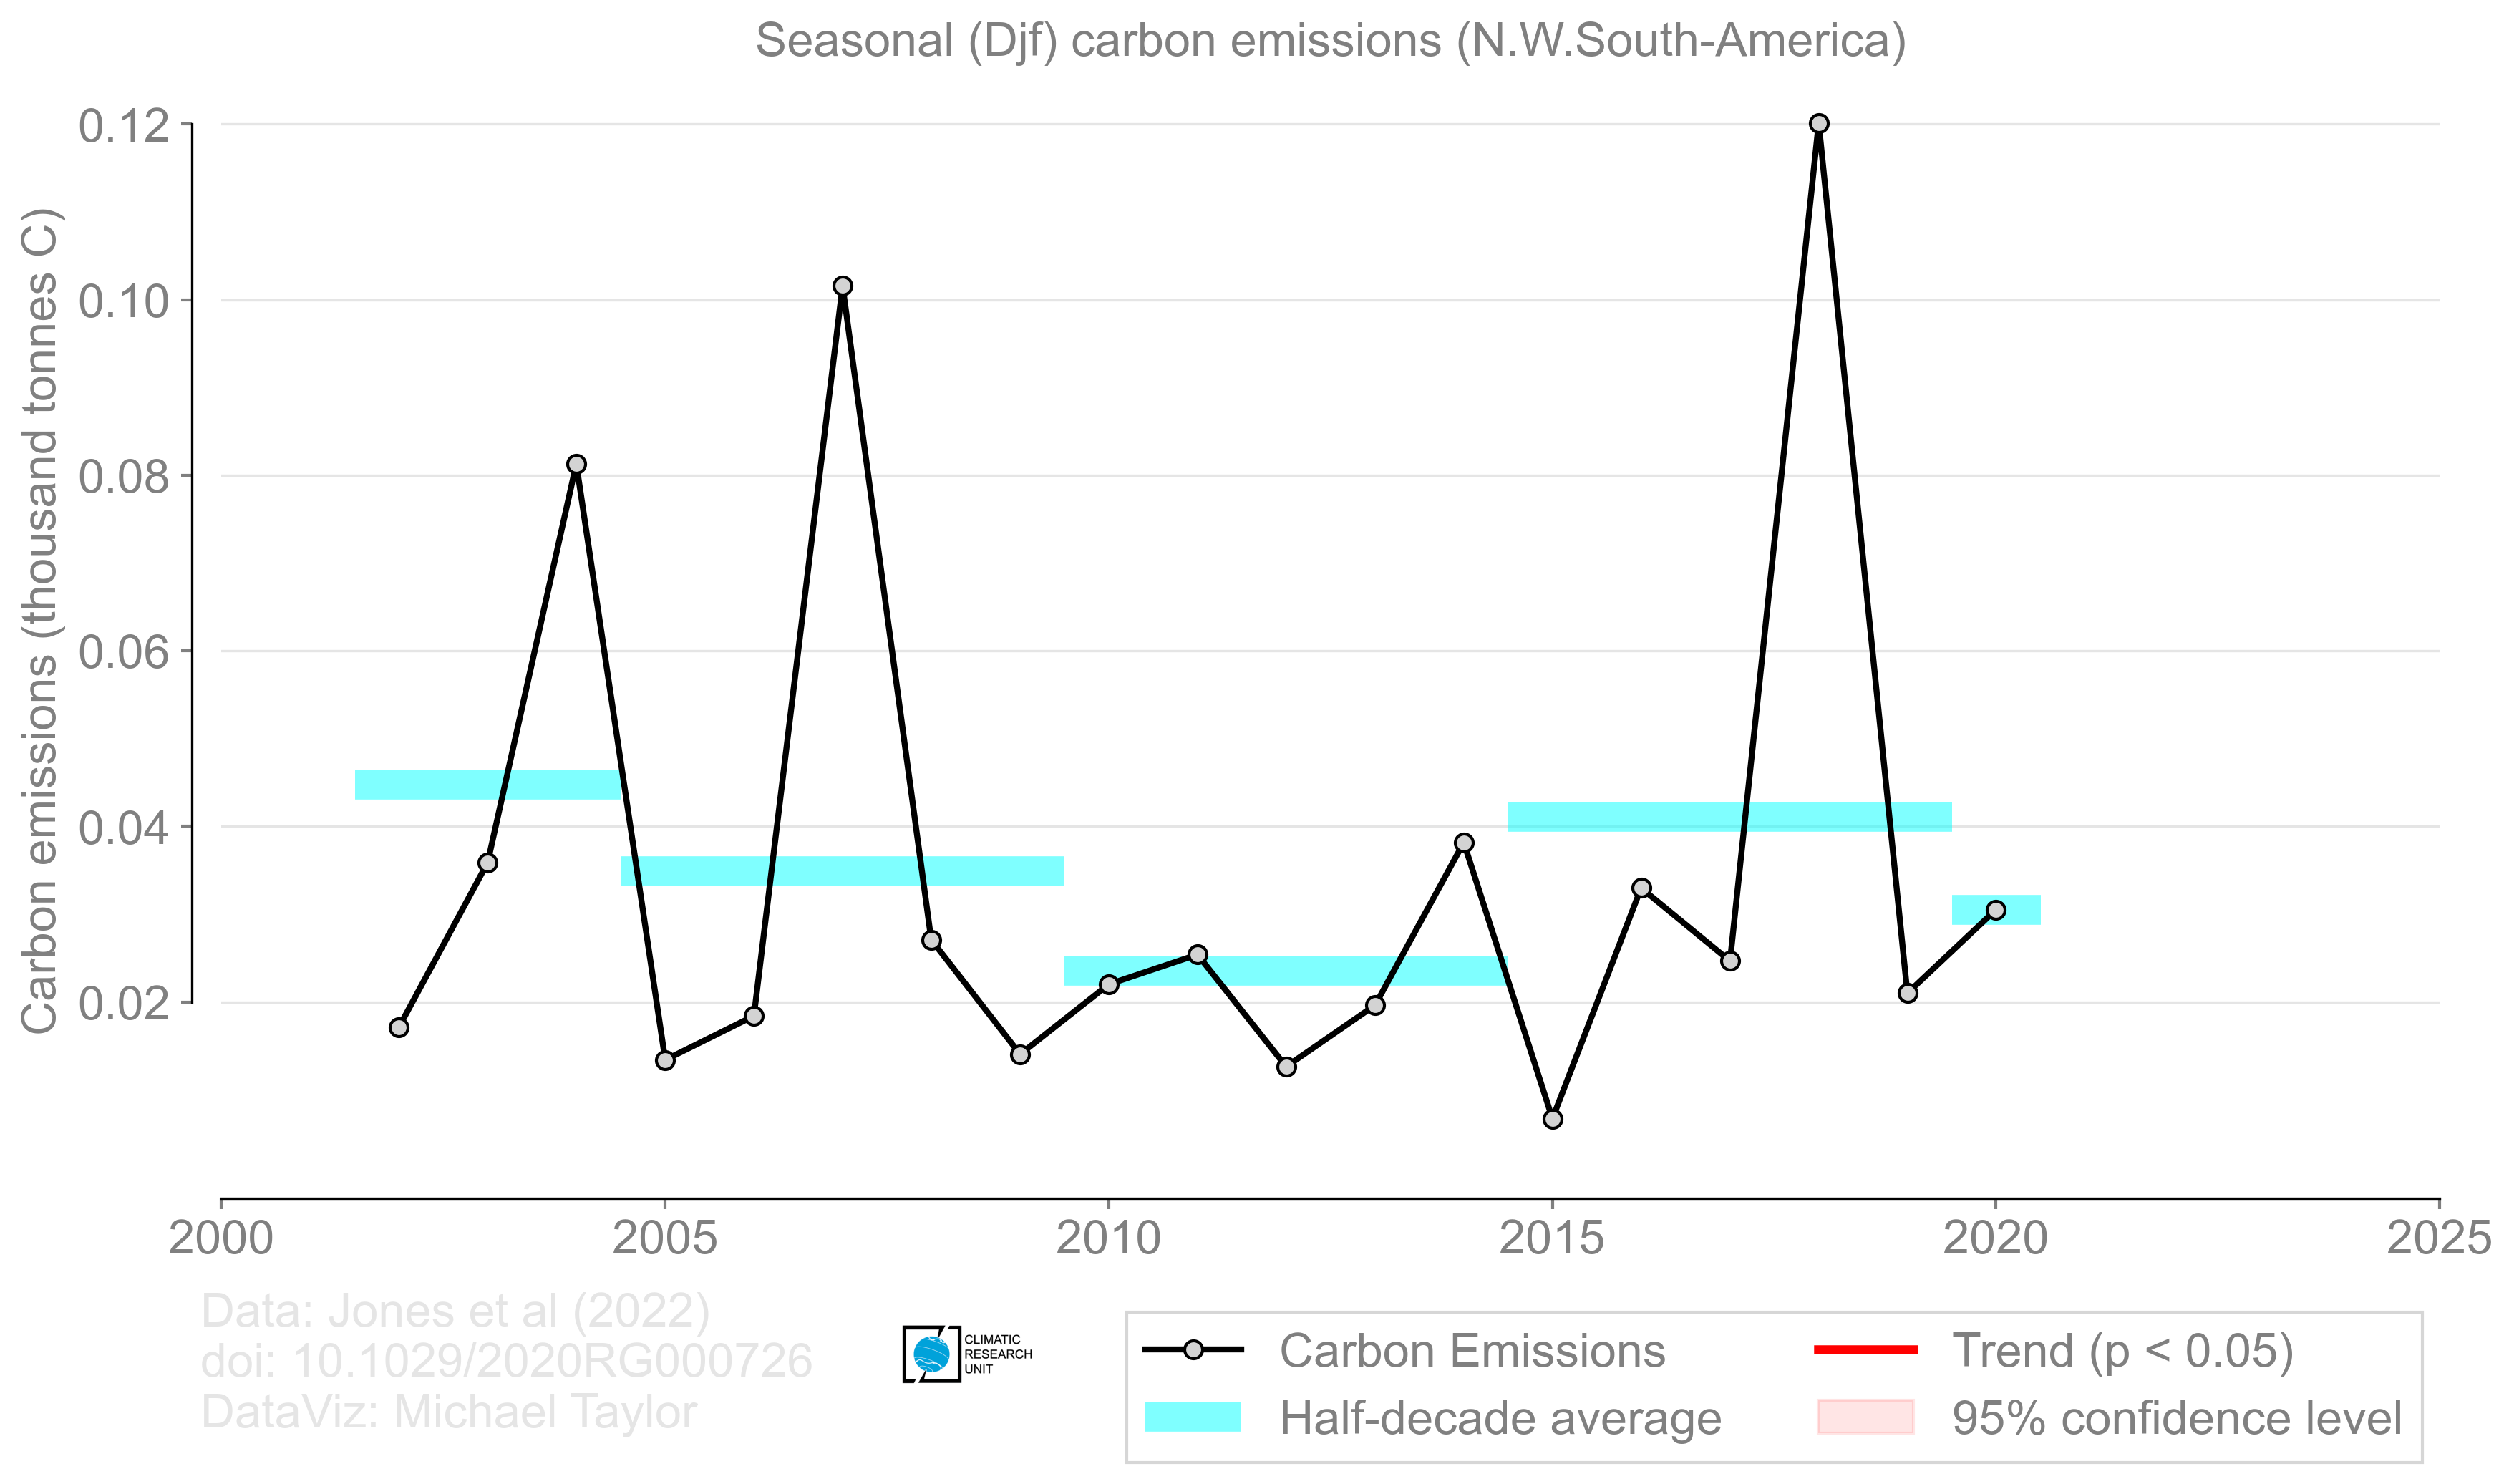 Seasonal (Djf) carbon emissions (N.W.South-America)
Carbon emissions (thousand tonnes C)
0.12
0.10
0.08
0.06
0.04
0.02
2000 2005 2010 2015 2020 2025
Data: Jones et al (2022)
doi: 10.1029/2020RG000726
DataViz: Michael Taylor
CLIMATIC
RESEARCH
UNIT
Carbon Emissions
Half-decade average
Trend (p < 0.05)
95% confidence level